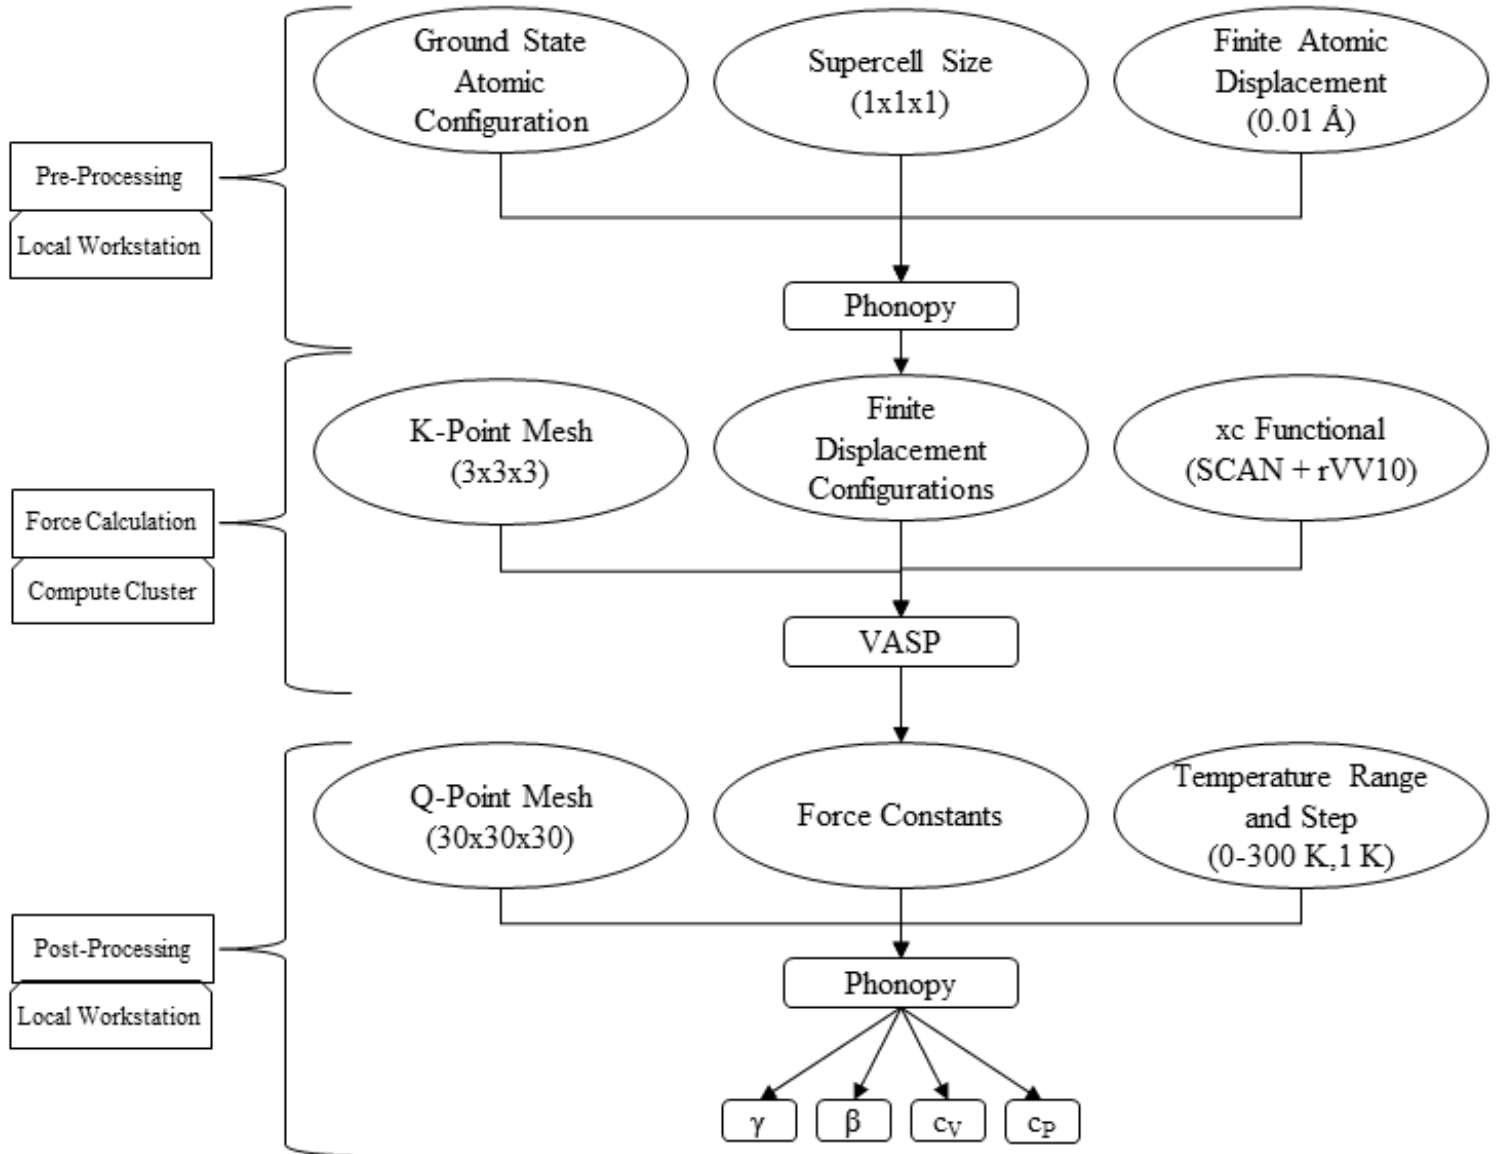 Ground State
Atomic
Configuration
Supercell Size
(1x1x1)
Finite Atomic
Displacement
(0.01 Å)
Pre-Processing
Local Workstation
Phonopy
K-Point Mesh
(3x3x3)
Finite
Displacement
Configurations
xc Functional
(SCAN + rVV10)
Force Calculation
Compute Cluster
VASP
Q-Point Mesh
(30x30x30)
Force Constants
Temperature Range
and Step
(0-300 K,1 K)
Post-Processing
Local Workstation
Phonopy
γ
β
cV
cP